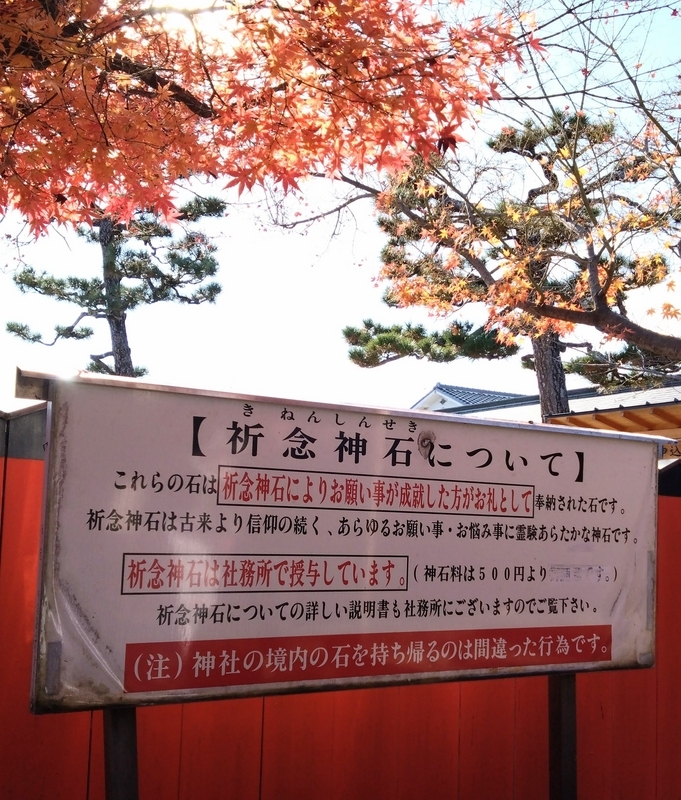 きねんしんせき
【祈念神石について】
これらの石は祈念神石によりお願い事が成就した方がお札として奉納された石です。
祈念神石は古来より信仰の続く、あらゆるお願い事・お悩み事に霊験あらたかな神石です。
祈念神石は社務所で授与しています。(神石料は500円より です。)
祈念神石についての詳しい説明書も社務所にございますのでご覧下さい。
(注)神社の境内の石を持ち帰るのは間違った行為です。
申込